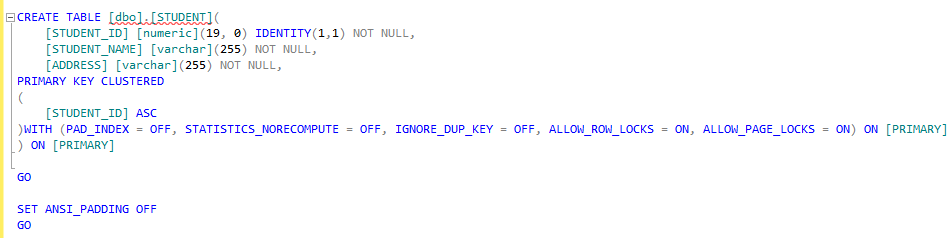 CREATE TABLE [dbo].[STUDENT](
[STUDENT_ID] [numeric](19, 0) IDENTITY(1,1) NOT NULL,
[STUDENT_NAME] [varchar](255) NOT NULL,
[ADDRESS] [varchar](255) NOT NULL,
PRIMARY KEY CLUSTERED
(
[STUDENT_ID] ASC
)WITH (PAD_INDEX = OFF, STATISTICS_NORECOMPUTE = OFF, IGNORE_DUP_KEY = OFF, ALLOW_ROW_LOCKS = ON, ALLOW_PAGE_LOCKS = ON) ON [PRIMARY]
) ON [PRIMARY]
GO
SET ANSI_PADDING OFF
GO